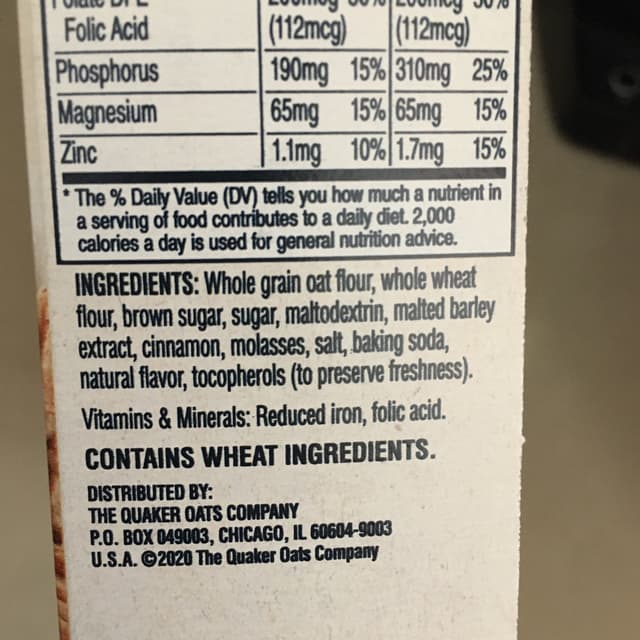 Folic Acid (112mcg) (112mcg)
Phosphorus 190mg 15% 310mg 25%
Magnesium 65mg 15% 65mg 15%
Zinc 1.1mg 10% 1.7mg 15%
* The % Daily Value (DV) tells you how much a nutrient in
a serving of food contributes to a daily diet. 2,000
calories a day is used for general nutrition advice.
INGREDIENTS: Whole grain oat flour, whole wheat
flour, brown sugar, sugar, maltodextrin, malted barley
extract, cinnamon, molasses, salt, baking soda,
natural flavor, tocopherols (to preserve freshness).
Vitamins & Minerals: Reduced iron, folic acid.
CONTAINS WHEAT INGREDIENTS.
DISTRIBUTED BY:
THE QUAKER OATS COMPANY
P.O. BOX 049003, CHICAGO, IL 60604-9003
U.S.A. ©2020 The Quaker Oats Company